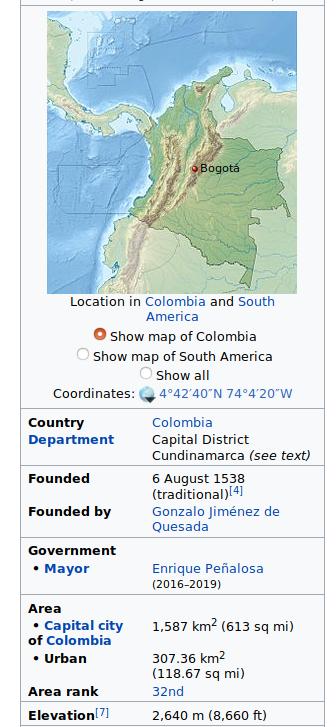 Bogotá
Location in Colombia and South
America
Show map of Colombia
Show map of South America
Show all
Coordinates: 4°42′40″N 74°4′20″W
Country Colombia
Department Capital District
Cundinamarca (see text)
Founded 6 August 1538
(traditional)[4]
Founded by Gonzalo Jiménez de
Quesada
Government
• Mayor Enrique Peñalosa
(2016–2019)
Area
• Capital city 1,587 km2 (613 sq mi)
of Colombia
• Urban 307.36 km2
(118.67 sq mi)
Area rank 32nd
Elevation[7] 2,640 m (8,660 ft)